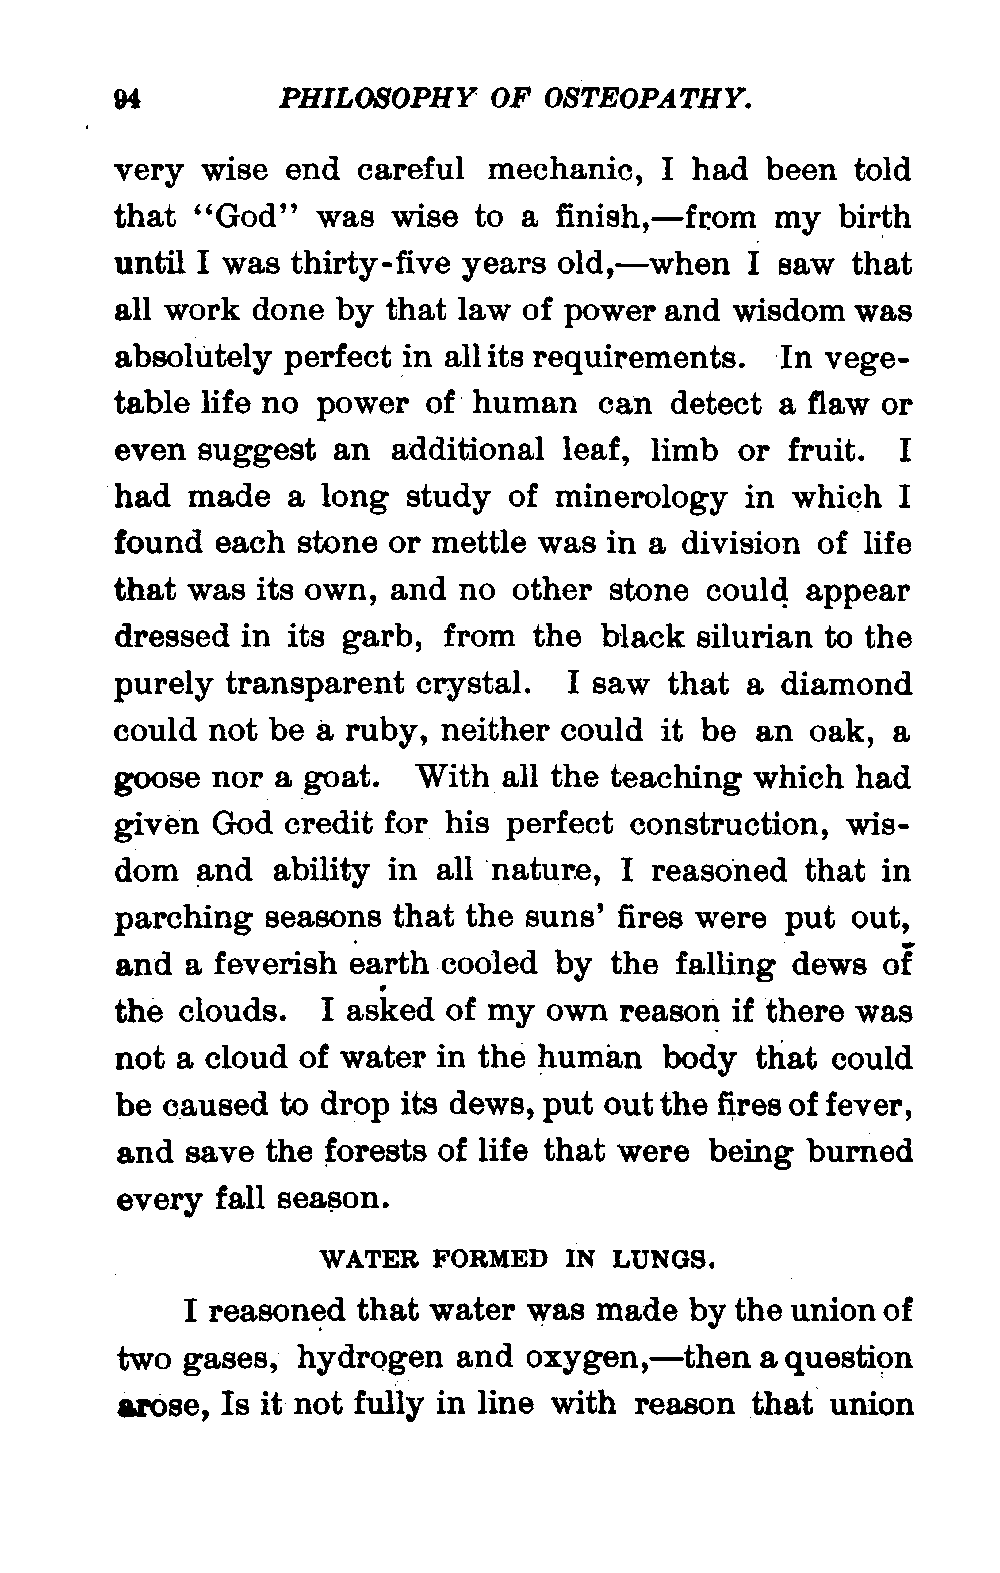 94 PHILOSOPHY OF OSTEOPATHY.
very wise end careful mechanic, I had been told
that “God” was wise to a finish,—from my birth
until I was thirty-five years old,—when I saw that
all work done by that law of power and wisdom was
absolutely perfect in all its requirements. In vege-
table life no power of human can detect a flaw or
even suggest an additional leaf, limb or fruit. I
had made a long study of minerology in which I
found each stone or mettle was in a division of life
that was its own, and no other stone could appear
dressed in its garb, from the black silurian to the
purely transparent crystal. I saw that a diamond
could not be a ruby, neither could it be an oak, a
goose nor a goat. With all the teaching which had
given God credit for his perfect construction, wis-
dom and ability in all nature, I reasoned that in
parching seasons that the suns’ fires were put out,
and a feverish earth cooled by the falling dews of
the clouds. I asked of my own reason if there was
not a cloud of water in the human body that could
be caused to drop its dews, put out the fires of fever,
and save the forests of life that were being burned
every fall season.
WATER FORMED IN LUNGS.
I reasoned that water was made by the union of
two gases, hydrogen and oxygen,—then a question
arose, Is it not fully in line with reason that union